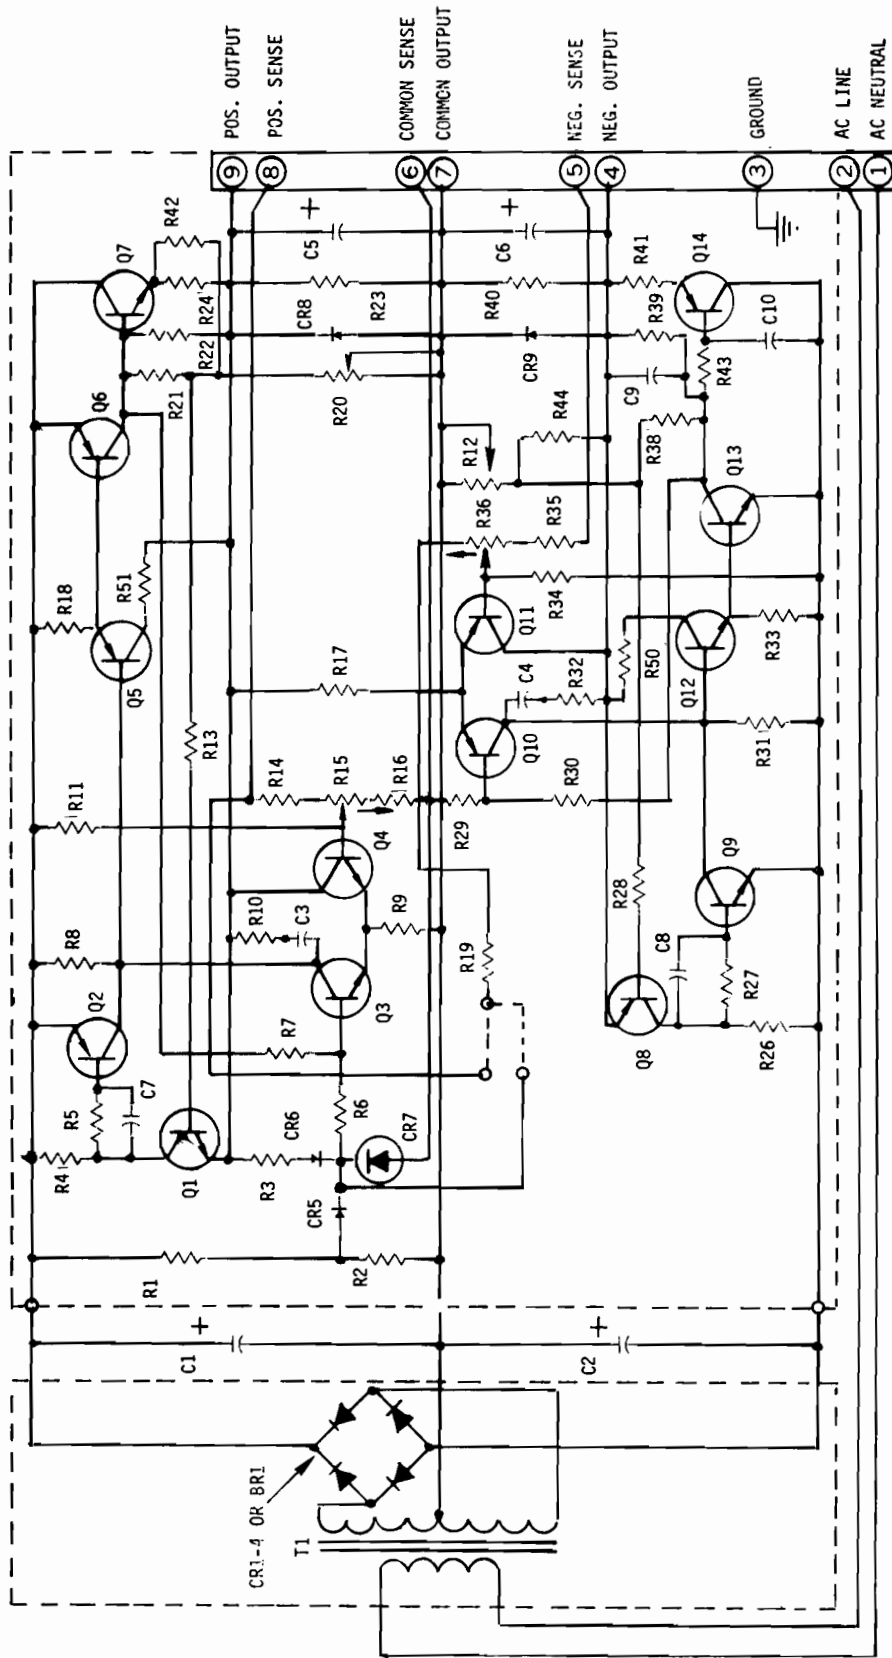 POS. OUTPUT
POS. SENSE
COMMON SENSE
COMMON OUTPUT
NEG. SENSE
NEG. OUTPUT
GROUND
AC LINE
AC NEUTRAL
9
8
6
7
5
4
3
2
1
R42
Q7
R24
R22
R21
Q6
C5
+
R23
CR8
R20
C6
+
R40
CR9
R41
Q14
R39
C10
R43
C9
R38
R44
R12
R36
R35
Q13
R18
R51
Q5
R13
R17
Q11
R34
C4
R32
R50
Q12
R33
Q10
R31
R11
R14
R15
R16
R29
R30
Q4
R10
C3
R9
R8
Q3
R19
R28
Q9
C8
R27
Q8
R26
Q2
R7
C7
R5
R4
Q1
CR6
R3
R6
CR7
CR5
R1
R2
C1
+
C2
+
CR1-4 OR BR1
T1